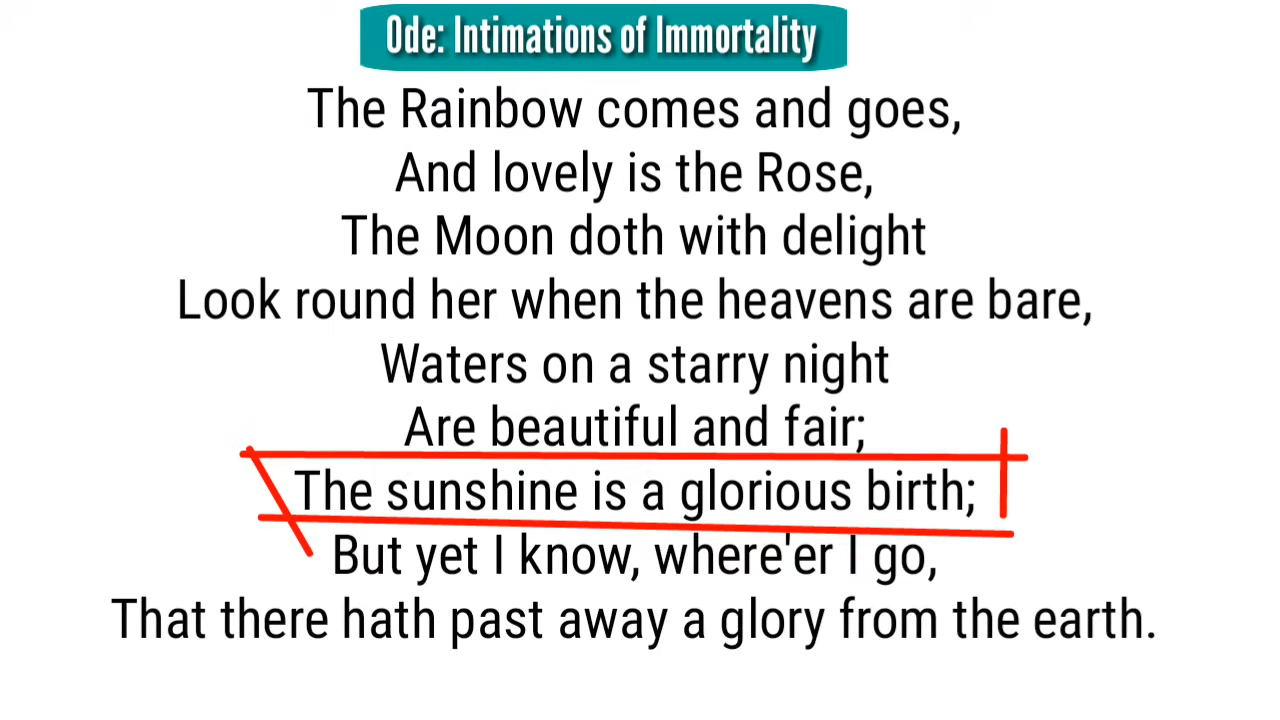 Ode: Intimations of Immortality
The Rainbow comes and goes,
And lovely is the Rose,
The Moon doth with delight
Look round her when the heavens are bare,
Waters on a starry night
Are beautiful and fair;
The sunshine is a glorious birth;
But yet I know, where'er I go,
That there hath past away a glory from the earth.